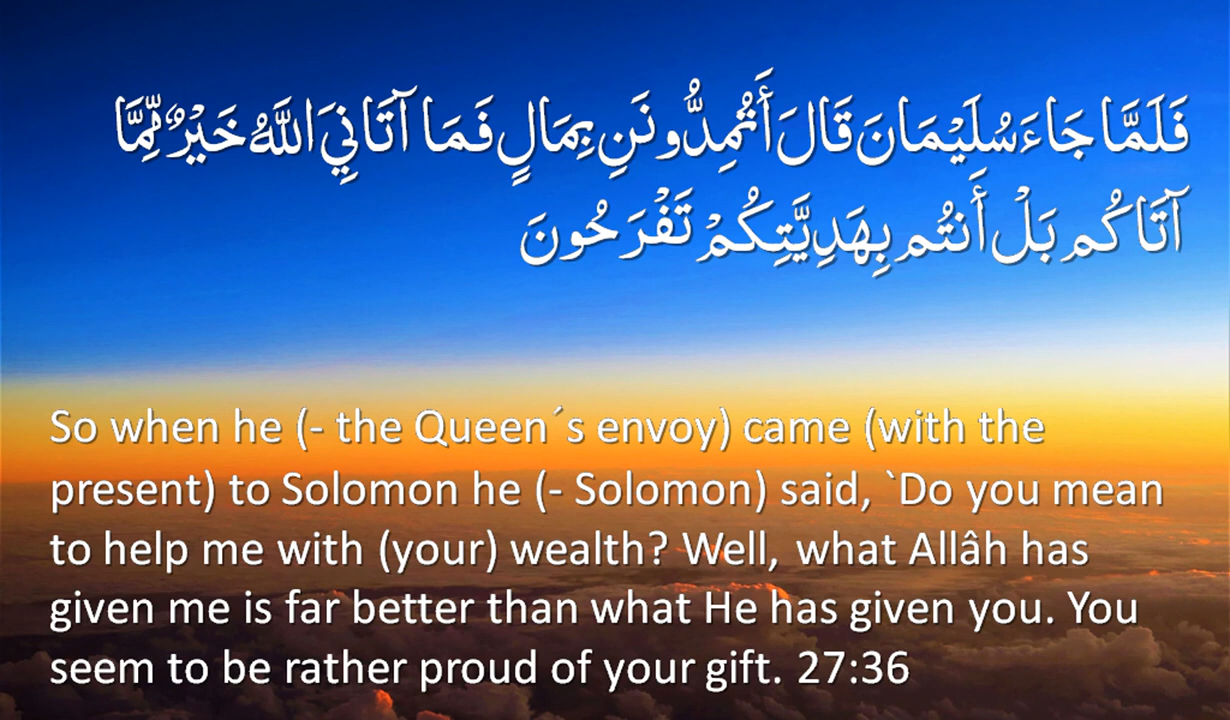 فَلَمَّا جَاءَ سُلَيْمَانَ قَالَ أَتُمِدُّونَنِ بِمَالٍ فَمَا آتَانِيَ اللَّهُ خَيْرٌ مِّمَّا
آتَاكُم بَلْ أَنتُم بِهَدِيَّتِكُمْ تَفْرَحُونَ
So when he (- the Queen´s envoy) came (with the
present) to Solomon he (- Solomon) said, `Do you mean
to help me with (your) wealth? Well, what Allâh has
given me is far better than what He has given you. You
seem to be rather proud of your gift. 27:36